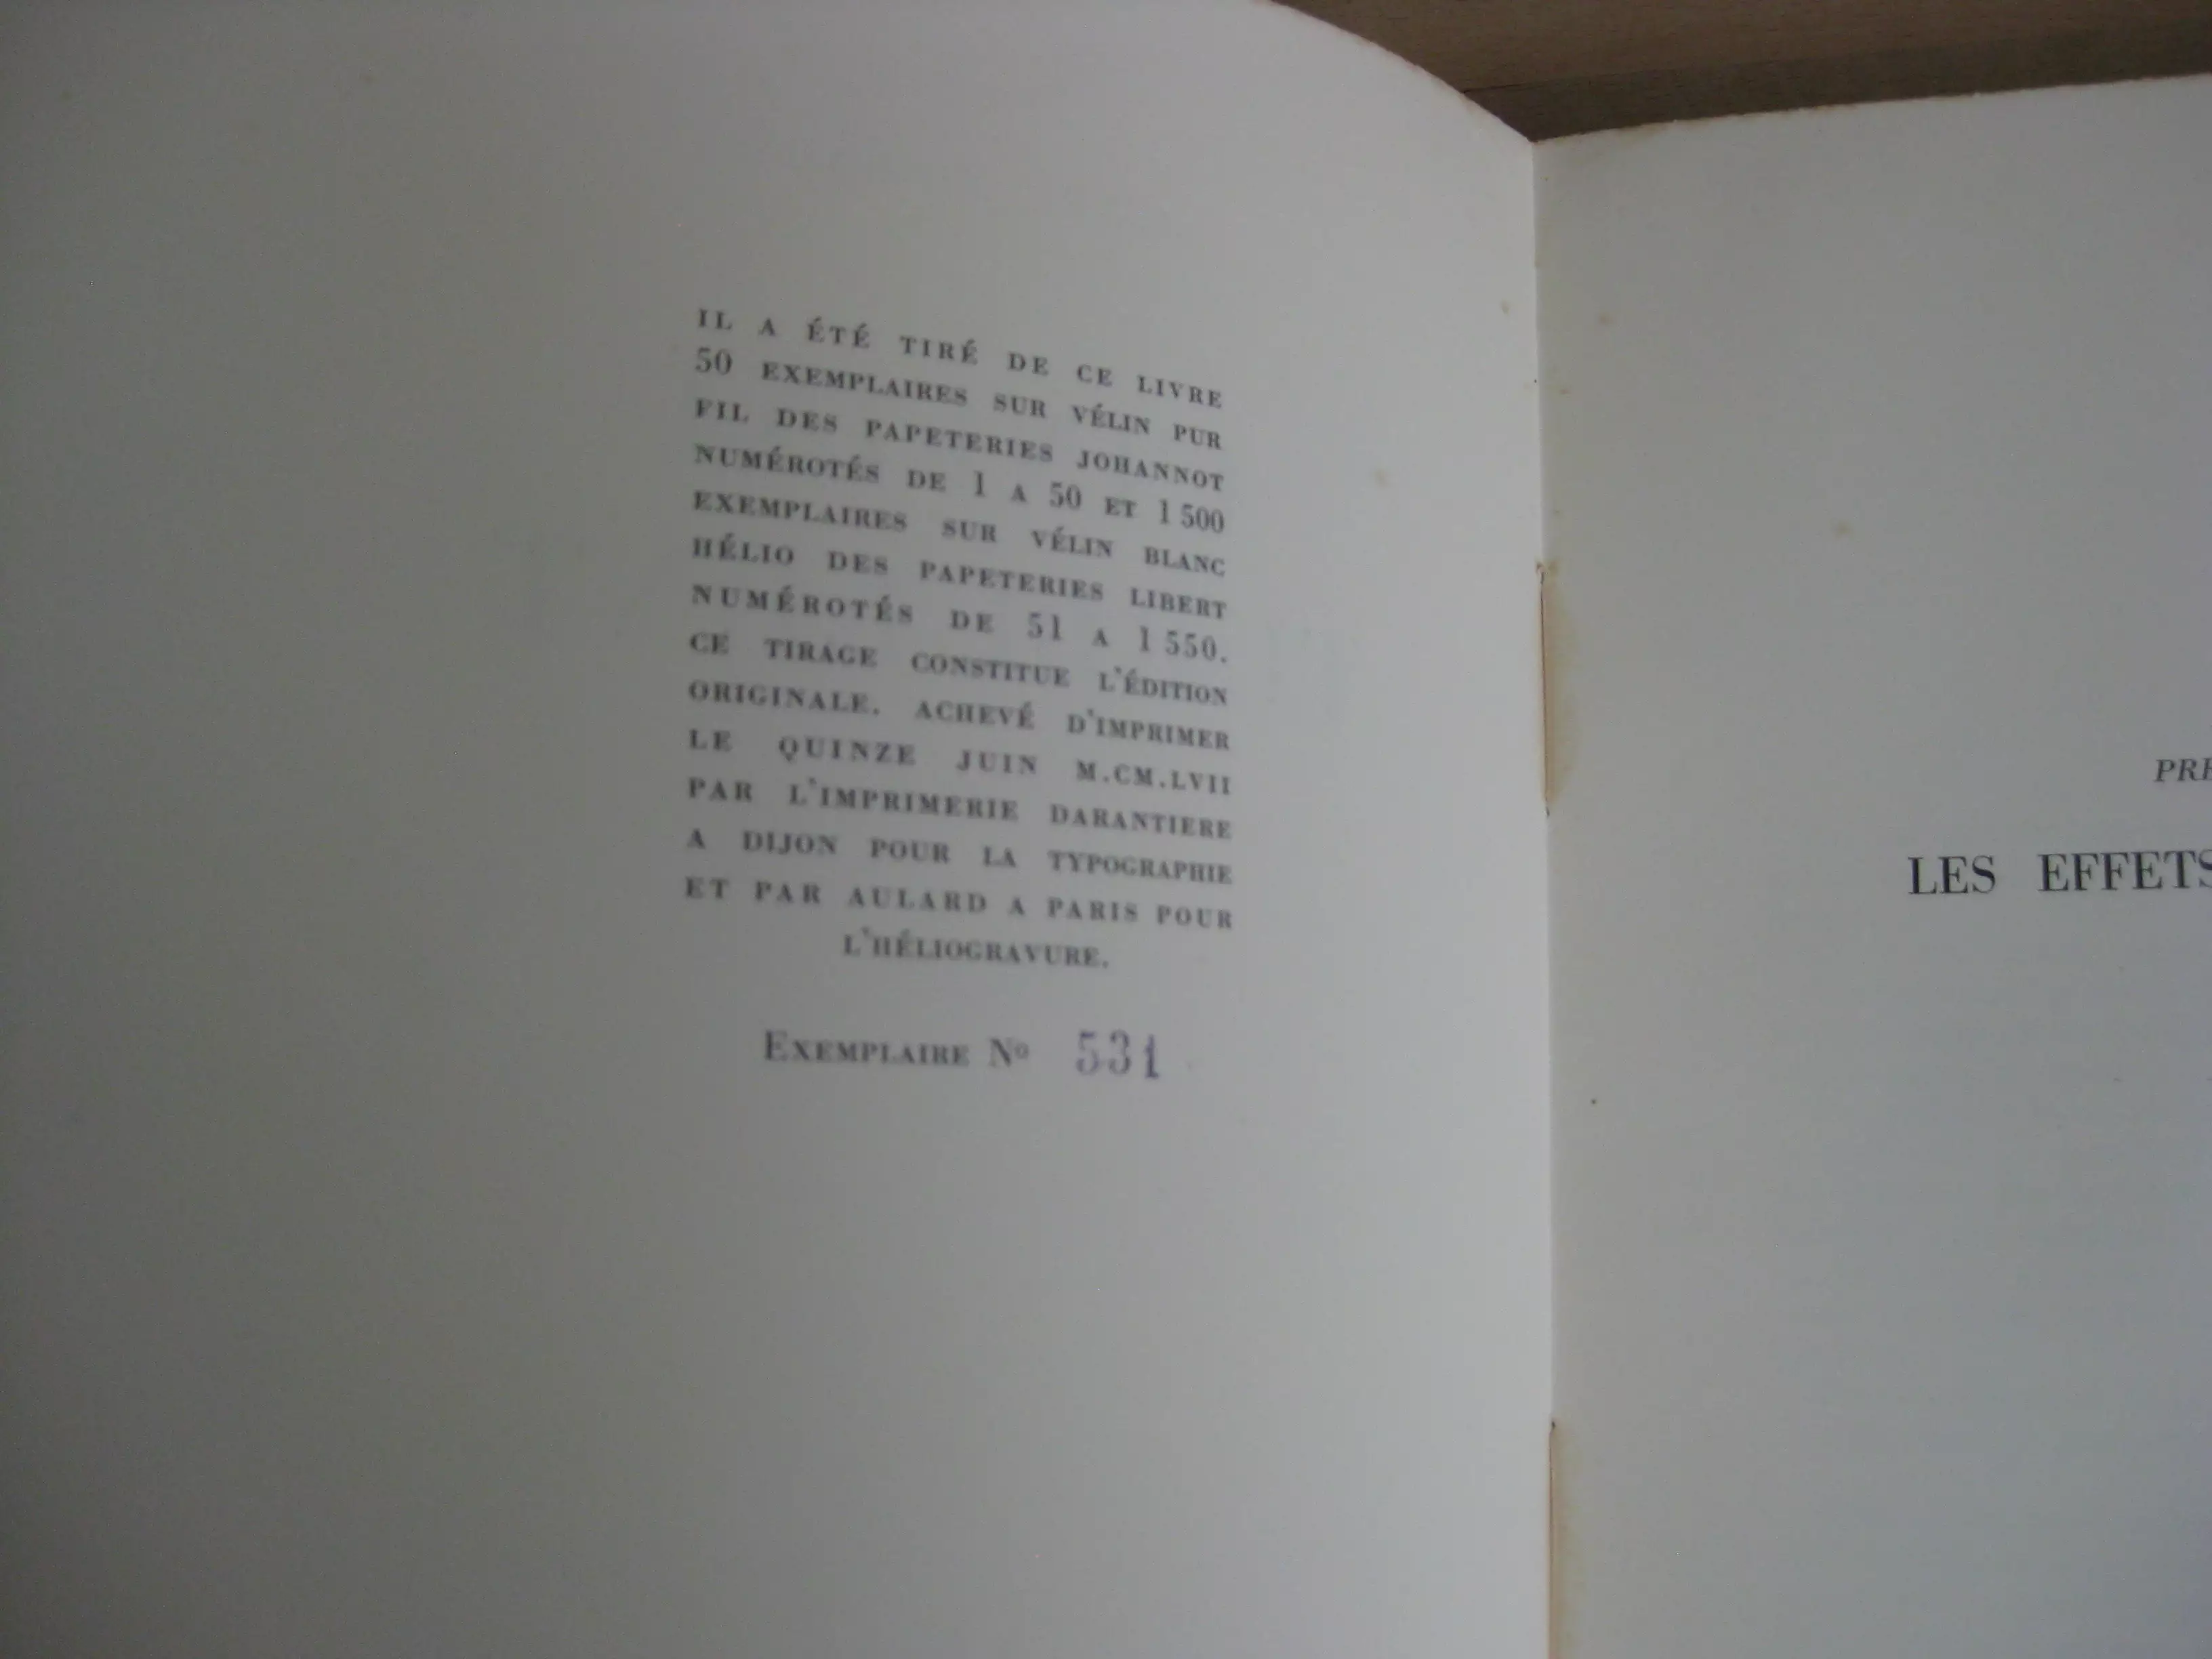 IL A ÉTÉ TIRÉ DE CE LIVRE
50 EXEMPLAIRES SUR VÉLIN PUR
FIL DES PAPETERIES JOHANNOT
NUMÉROTÉS DE 1 A 50 ET 1 500
EXEMPLAIRES SUR VÉLIN BLANC
HÉLIO DES PAPETERIES LIBERT
NUMÉROTÉS DE 51 A 1 550.
CE TIRAGE CONSTITUE L'ÉDITION
ORIGINALE. ACHEVÉ D'IMPRIMER
LE QUINZE JUIN M.CM.LVII
PAR L'IMPRIMERIE DARANTIERE
A DIJON POUR LA TYPOGRAPHIE
ET PAR AULARD A PARIS POUR
L'HÉLIOGRAVURE.
EXEMPLAIRE No 531
PRE
LES EFFETS